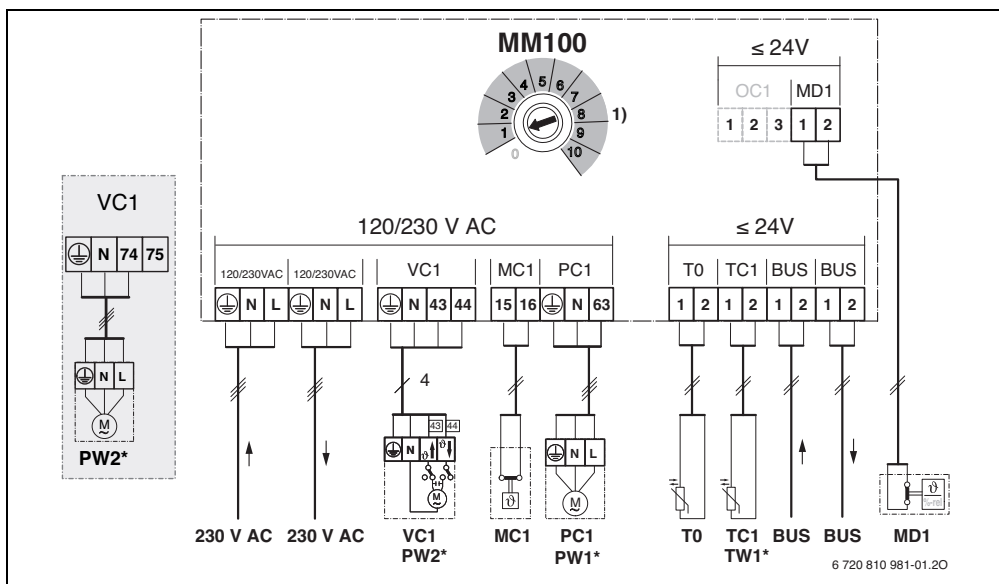 MM100
≤ 24V
OC1 MD1
1 2 3 1 2
0 1 2 3 4 5 6 7 8 9 10
1)
VC1
N 74 75
N L
M
~
PW2*
120/230 V AC
≤ 24V
120/230VAC 120/230VAC VC1 MC1 PC1
T0 TC1 BUS BUS
N L N L N 43 44 15 16 N 63
1 2 1 2 1 2 1 2
4
43 44
N ϑ ϑ
M
~
ϑ
N L
M
~
ϑ
%-rel
230 V AC 230 V AC VC1 MC1 PC1 T0 TC1 BUS BUS MD1
PW2* PW1* TW1*
6 720 810 981-01.2O